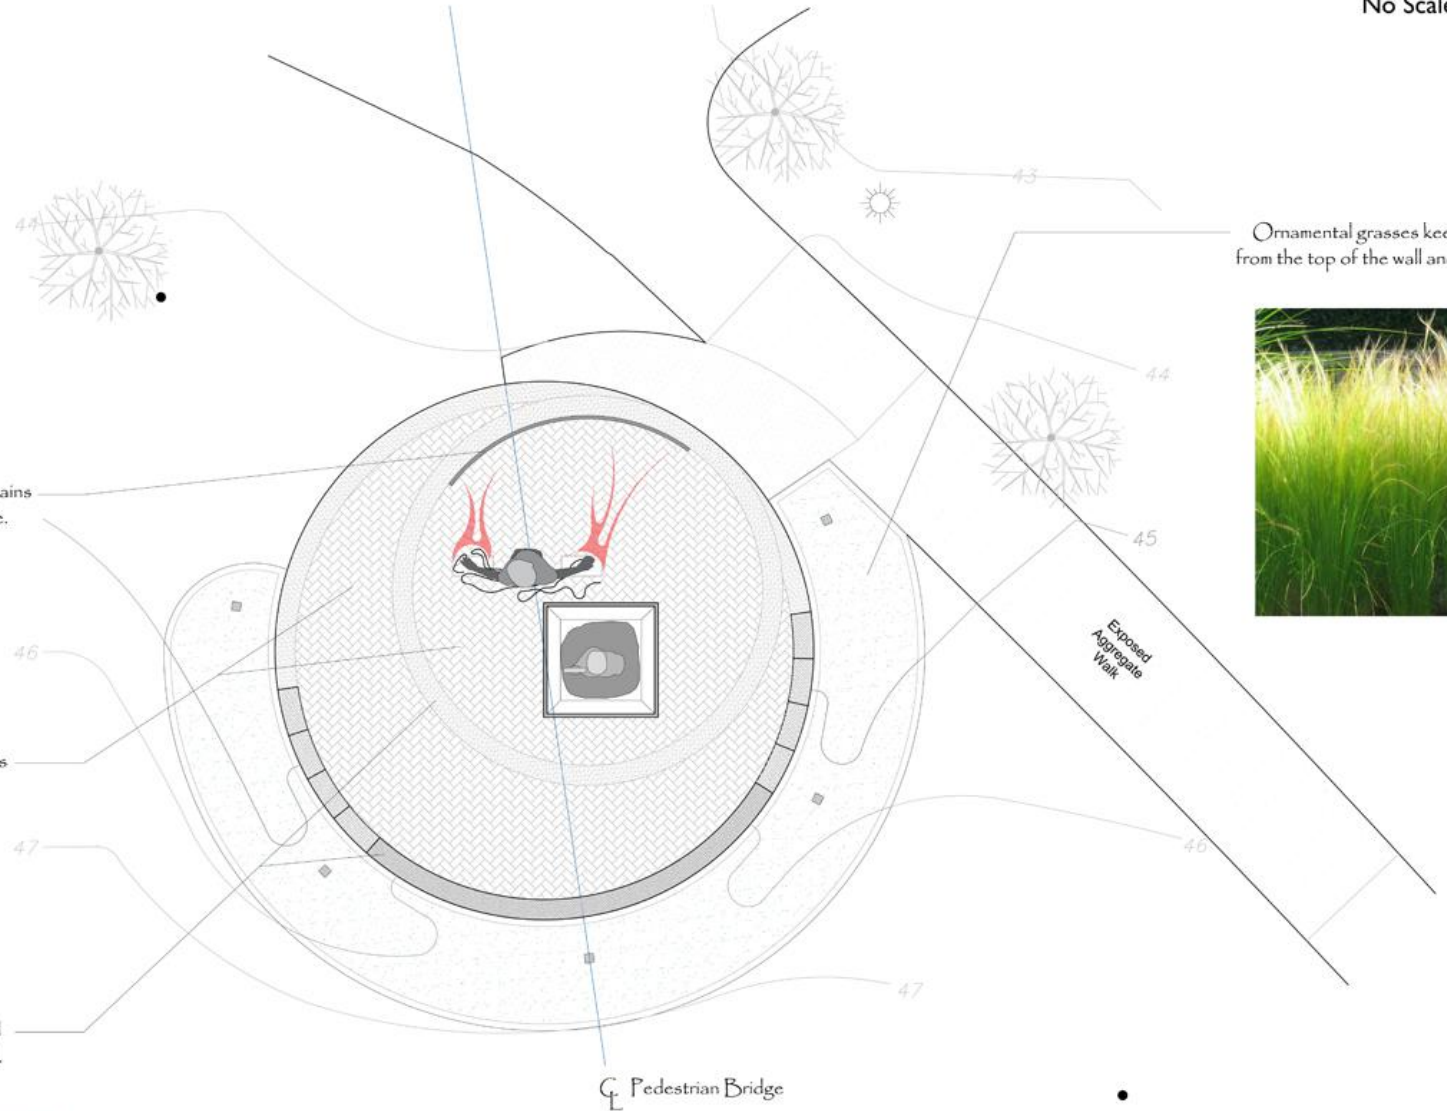 No Scale
43
44
Ornamental grasses kee
from the top of the wall an
44
ains
e.
45
46
Exposed
Aggregate
Walk
s
47
46
47
CL Pedestrian Bridge